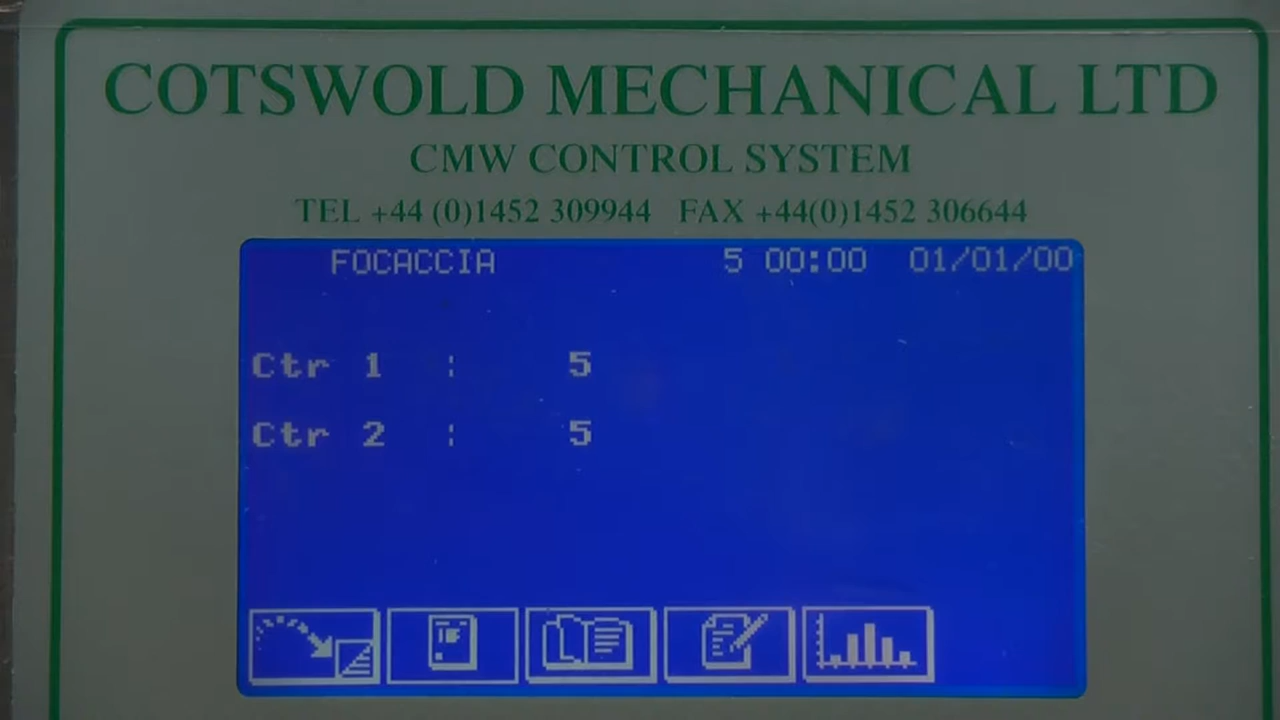 COTSWOLD MECHANICAL LTD
CMW CONTROL SYSTEM
TEL +44 (0)1452 309944 FAX +44(0)1452 306644
FOCACCIA 5 00:00 01/01/00
Ctr 1 : 5
Ctr 2 : 5